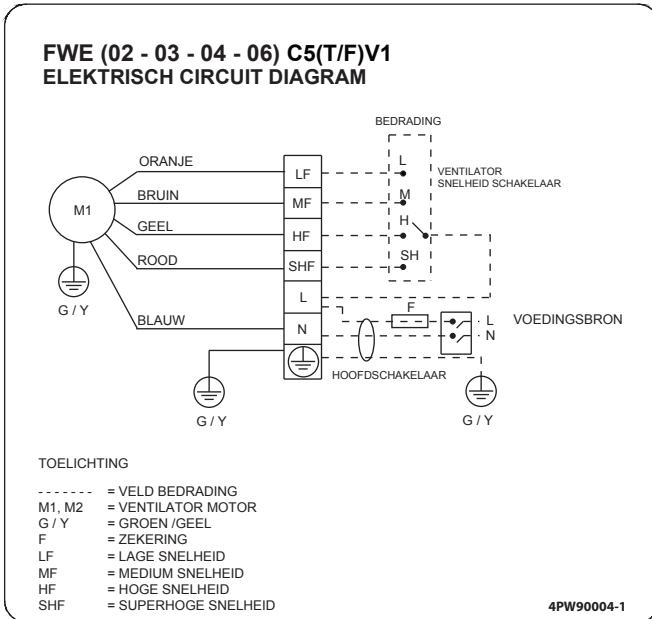 FWE (02 - 03 - 04 - 06) C5(T/F)V1
ELEKTRISCH CIRCUIT DIAGRAM
BEDRADING
ORANJE
LF
L
VENTILATOR
SNELHEID SCHAKELAAR
BRUIN
MF
M
M1
GEEL
HF
H
ROOD
SHF
SH
G / Y
L
F
BLAUW
N
L
N
VOEDINGSBRON
HOOFDSCHAKELAAR
G / Y
G / Y
TOELICHTING
- - - - - - - = VELD BEDRADING
M1, M2 = VENTILATOR MOTOR
G / Y = GROEN /GEEL
F = ZEKERING
LF = LAGE SNELHEID
MF = MEDIUM SNELHEID
HF = HOGE SNELHEID
SHF = SUPERHOGE SNELHEID
4PW90004-1